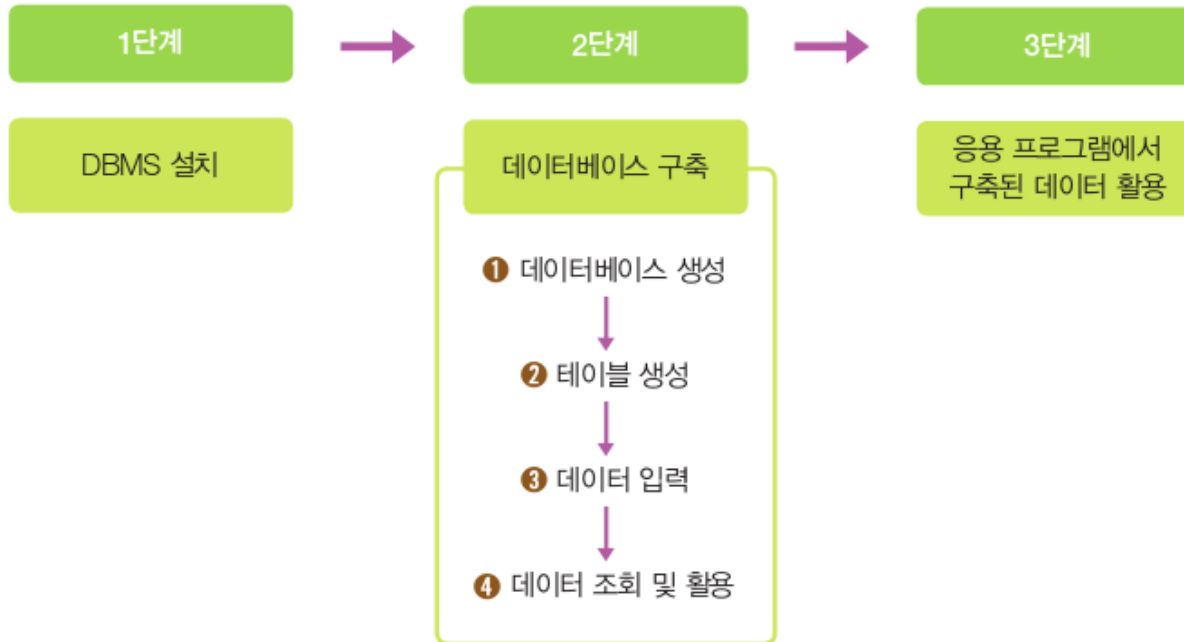 1단계
2단계
3단계
DBMS 설치
데이터베이스 구축
응용 프로그램에서
구축된 데이터 활용
❶ 데이터베이스 생성
❷ 테이블 생성
❸ 데이터 입력
❹ 데이터 조회 및 활용